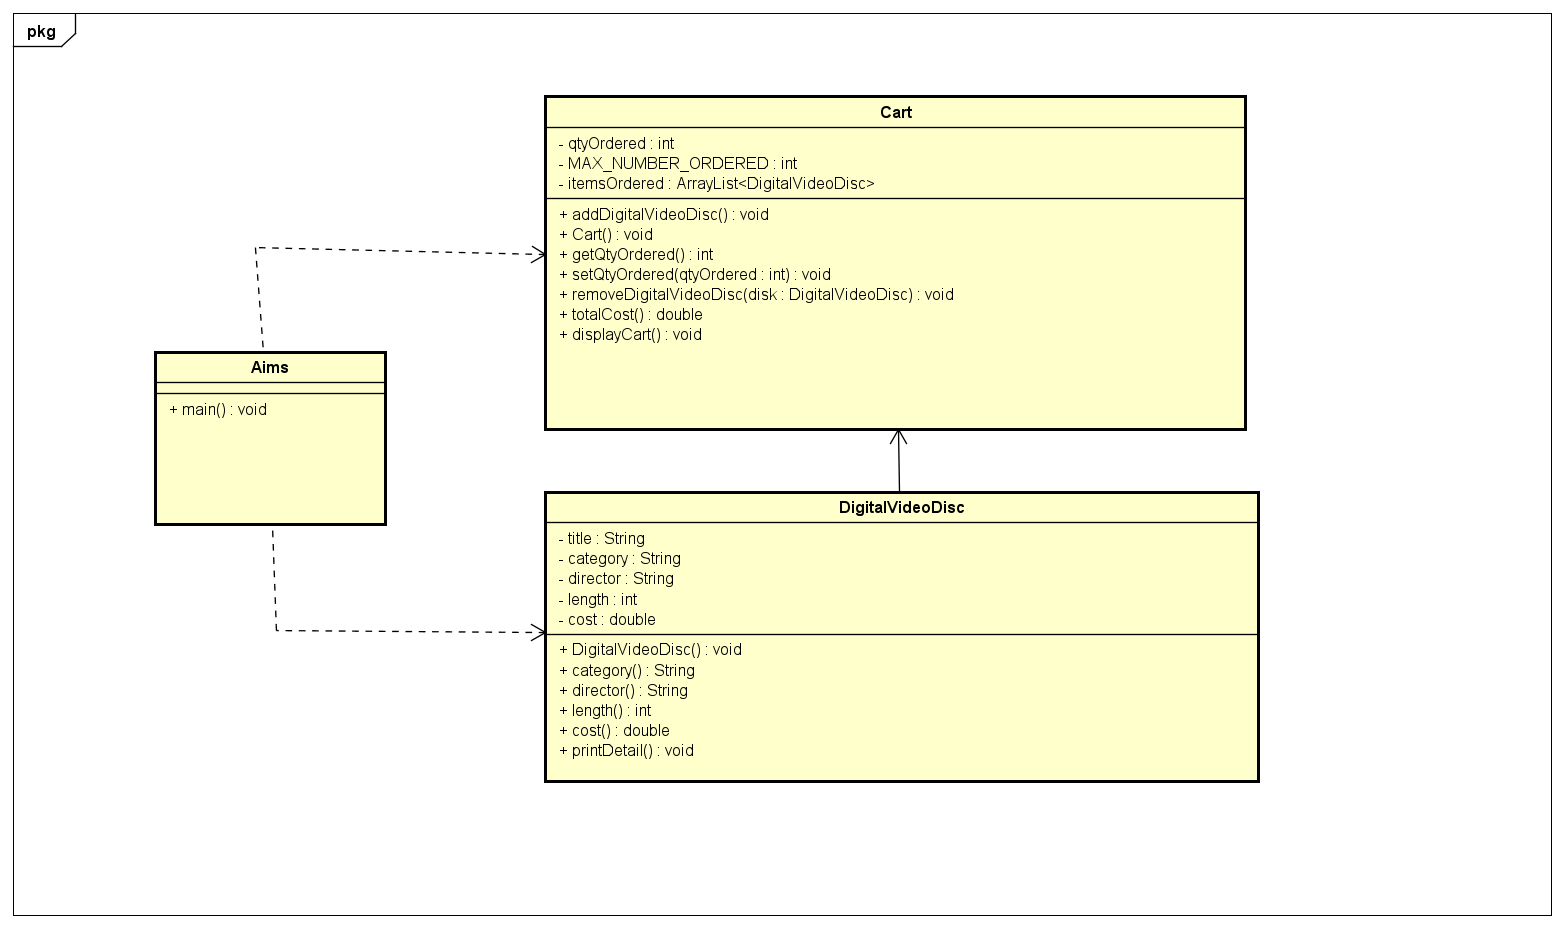 pkg
Cart
- qtyOrdered : int
- MAX_NUMBER_ORDERED : int
- itemsOrdered : ArrayList<DigitalVideoDisc>
+ addDigitalVideoDisc() : void
+ Cart() : void
+ getQtyOrdered() : int
+ setQtyOrdered(qtyOrdered : int) : void
+ removeDigitalVideoDisc(disk : DigitalVideoDisc) : void
+ totalCost() : double
+ displayCart() : void
Aims
+ main() : void
DigitalVideoDisc
- title : String
- category : String
- director : String
- length : int
- cost : double
+ DigitalVideoDisc() : void
+ category() : String
+ director() : String
+ length() : int
+ cost() : double
+ printDetail() : void